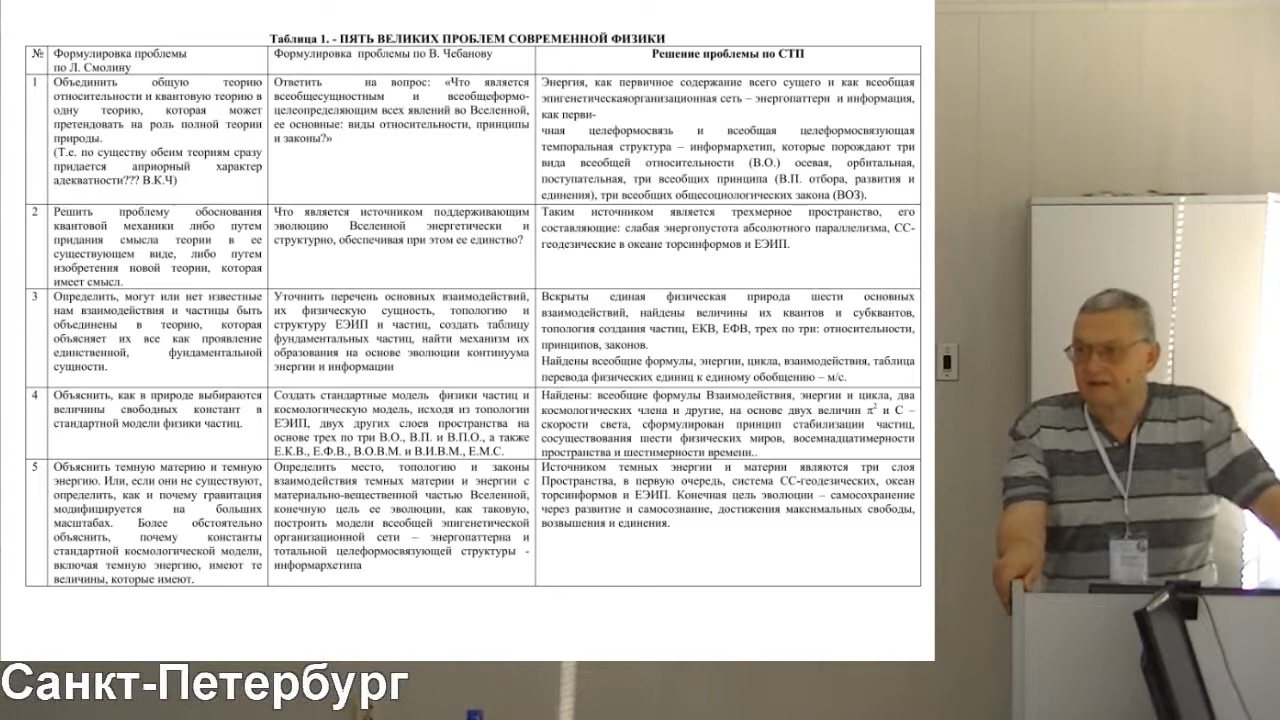 Таблица 1. - ПЯТЬ ВЕЛИКИХ ПРОБЛЕМ СОВРЕМЕННОЙ ФИЗИКИ
№
Формулировка проблемы
по Л. Смолину
Формулировка проблемы по В. Чебанову
Решение проблемы по СТП
1
Объединить общую теорию
относительности и квантовую теорию в
одну теорию, которая может
претендовать на роль полной теории
природы.
(Т.е. по существу обеим теориям сразу
придается априорный характер
адекватности??? В.К.Ч)
Ответить на вопрос: «Что является
всеобщесущностным и всеобщеформо-
целеопределяющим всех явлений во Вселенной,
ее основные: виды относительности, принципы
и законы?»
Энергия, как первичное содержание всего сущего и как всеобщая
эпигенетическаяорганизационная сеть – энергопаттерн и информация,
как перви-
чная целеформосвязь и всеобщая целеформосвязующая
темпоральная структура – информархетип, которые порождают три
вида всеобщей относительности (В.О.) осевая, орбитальная,
поступательная, три всеобщих принципа (В.П. отбора, развития и
единения), три всеобщих общесоциологических закона (ВОЗ).
2
Решить проблему обоснования
квантовой механики либо путем
придания смысла теории в ее
существующем виде, либо путем
изобретения новой теории, которая
имеет смысл.
Что является источником поддерживающим
эволюцию Вселенной энергетически и
структурно, обеспечивая при этом ее единство?
Таким источником является трехмерное пространство, его
составляющие: слабая энергопустота абсолютного параллелизма, СС-
геодезические в океане торсинформов и ЕЭИП.
3
Определить, могут или нет известные
нам взаимодействия и частицы быть
объединены в теорию, которая
объясняет их все как проявление
единственной, фундаментальной
сущности.
Уточнить перечень основных взаимодействий,
их физическую сущность, топологию и
структуру ЕЭИП и частиц, создать таблицу
фундаментальных частиц, найти механизм их
образования на основе эволюции континуума
энергии и информации
Вскрыты единая физическая природа шести основных
взаимодействий, найдены величины их квантов и субквантов,
топология создания частиц, ЕКВ, ЕФВ, трех по три: относительности,
принципов, законов.
Найдены всеобщие формулы, энергии, цикла, взаимодействия, таблица
перевода физических единиц к единому обобщению – м/с.
4
Объяснить, как в природе выбираются
величины свободных констант в
стандартной модели физики частиц.
Создать стандартные модель физики частиц и
космологическую модель, исходя из топологии
ЕЭИП, двух других слоев пространства на
основе трех по три В.О., В.П. и В.П.О., а также
Е.К.В., Е.Ф.В., В.О.В.М. и В.И.В.М., Е.М.С.
Найдены: всеобщие формулы Взаимодействия, энергии и цикла, два
космологических члена и другие, на основе двух величин π² и С –
скорости света, сформулирован принцип стабилизации частиц,
сосуществования шести физических миров, восемнадцатимерности
пространства и шестимерности времени..
5
Объяснить темную материю и темную
энергию. Или, если они не существуют,
определить, как и почему гравитация
модифицируется на больших
масштабах. Более обстоятельно
объяснить, почему константы
стандартной космологической модели,
включая темную энергию, имеют те
величины, которые имеют.
Определить место, топологию и законы
взаимодействия темных материи и энергии с
материально-вещественной частью Вселенной,
конечную цель ее эволюции, как таковую,
построить модели всеобщей эпигенетической
организационной сети – энергопаттерна и
тотальной целеформосвязующей структуры -
информархетипа
Источником темных энергии и материи являются три слоя
Пространства, в первую очередь, система СС-геодезических, океан
торсинформов и ЕЭИП. Конечная цель эволюции – самосохранение
через развитие и самосознание, достижения максимальных свободы,
возвышения и единения.
Санкт-Петербург